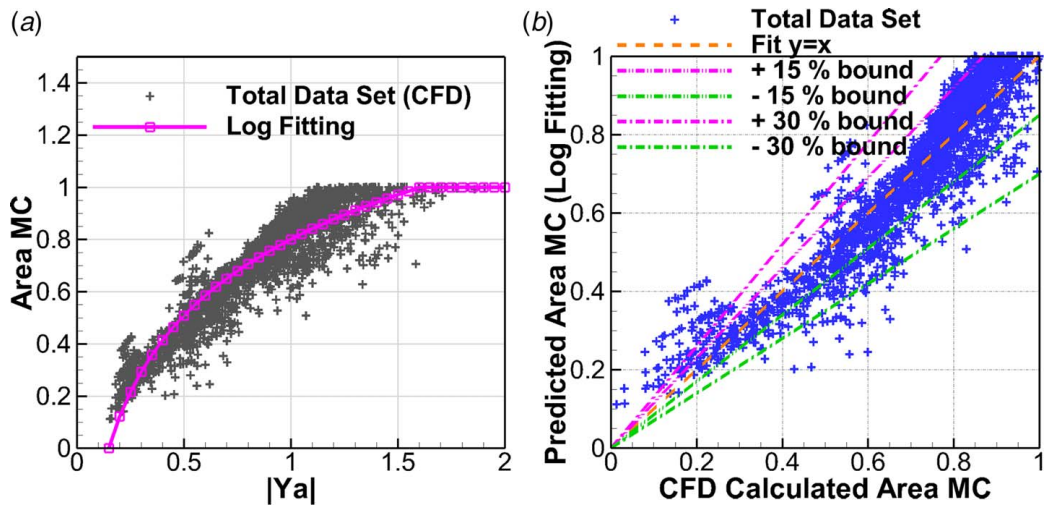 (a)
Area MC
1.4
1.2
1
0.8
0.6
0.4
0.2
0
Total Data Set (CFD)
Log Fitting
0
0.5
1
1.5
2
|Ya|
(b)
Predicted Area MC (Log Fitting)
1
0.8
0.6
0.4
0.2
0
Total Data Set
Fit y=x
+ 15 % bound
- 15 % bound
+ 30 % bound
- 30 % bound
0
0.2
0.4
0.6
0.8
1
CFD Calculated Area MC